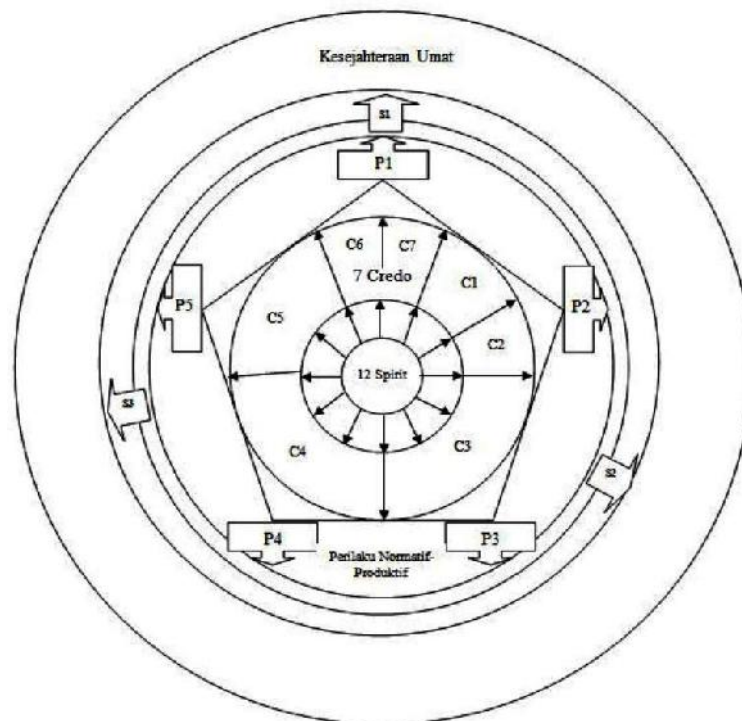 Kesejahteraan Umat
S1
P1
C6
C7
7 Credo
C1
P5
P2
C5
C2
12 Spirit
S3
C4
C3
S2
P4
P3
Perilaku Normatif-
Produktif